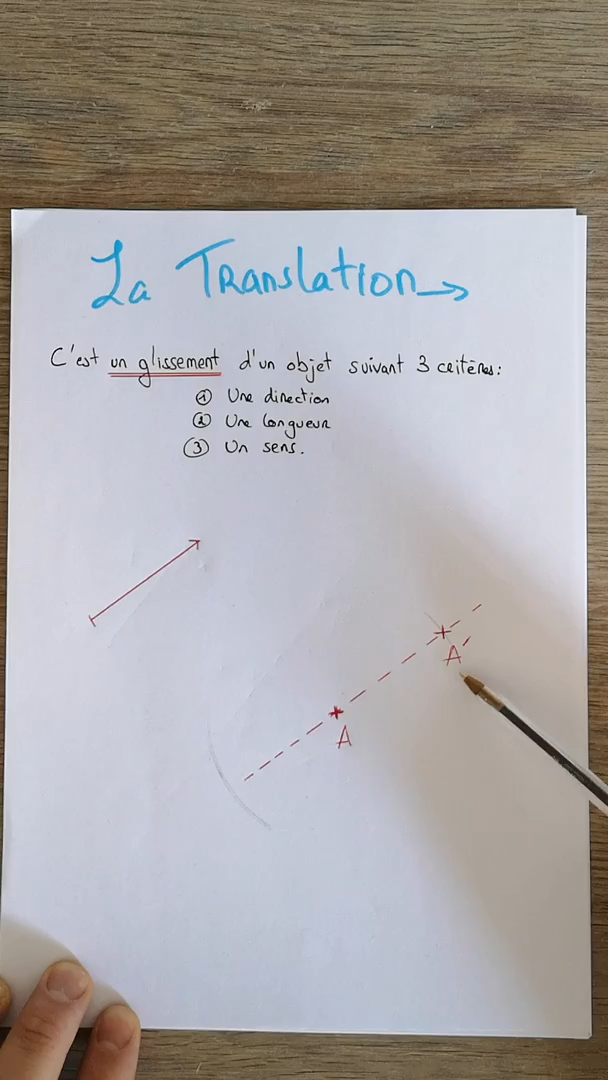 La Translation →
C'est un glissement d'un objet suivant 3 critères:
① Une direction
② Une longueur
③ Un sens.
A'
A